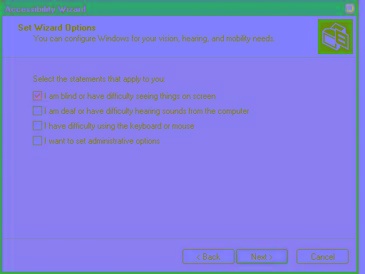 Accessibility Wizard
Set Wizard Options
You can configure Windows for your vision, hearing, and mobility needs.
Select the statements that apply to you:
I am blind or have difficulty seeing things on screen
I am deaf or have difficulty hearing sounds from the computer
I have difficulty using the keyboard or mouse
I want to set administrative options
< Back
Next >
Cancel